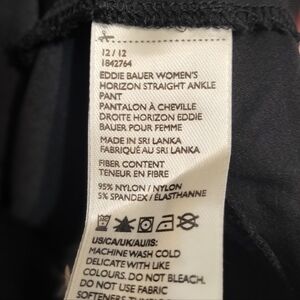 12 / 12
1842764
EDDIE BAUER WOMEN'S
HORIZON STRAIGHT ANKLE
PANT
PANTALON À CHEVILLE
DROITE HORIZON EDDIE
BAUER POUR FEMME
MADE IN SRI LANKA
FABRIQUÉ AU SRI LANKA
FIBER CONTENT
TENEUR EN FIBRE
95% NYLON / NYLON
5% SPANDEX / ÉLASTHANNE
US/CA/UK/AU/IS:
MACHINE WASH COLD
DELICATE WITH LIKE
COLOURS. DO NOT BLEACH.
DO NOT USE FABRIC
SOFTENERS